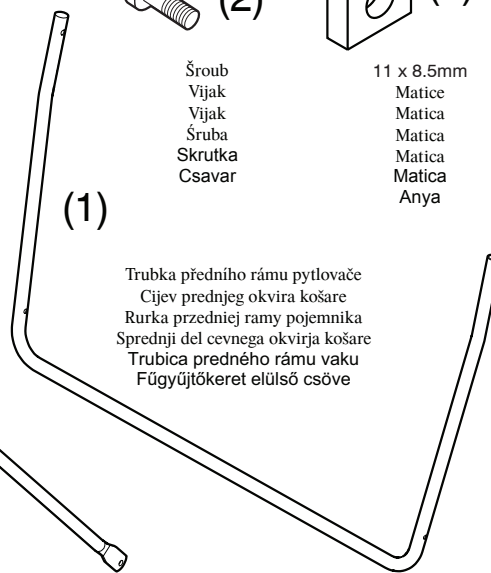 (2)
Šroub
Vijak
Vijak
Śruba
Skrutka
Csavar
11 x 8.5mm
Matice
Matica
Matica
Matica
Matica
Anya
(1)
Trubka předního rámu pytlovače
Cijev prednjeg okvira košare
Rurka przedniej ramy pojemnika
Sprednji del cevnega okvirja košare
Trubica predného rámu vaku
Fűgyűjtőkeret elülső csöve